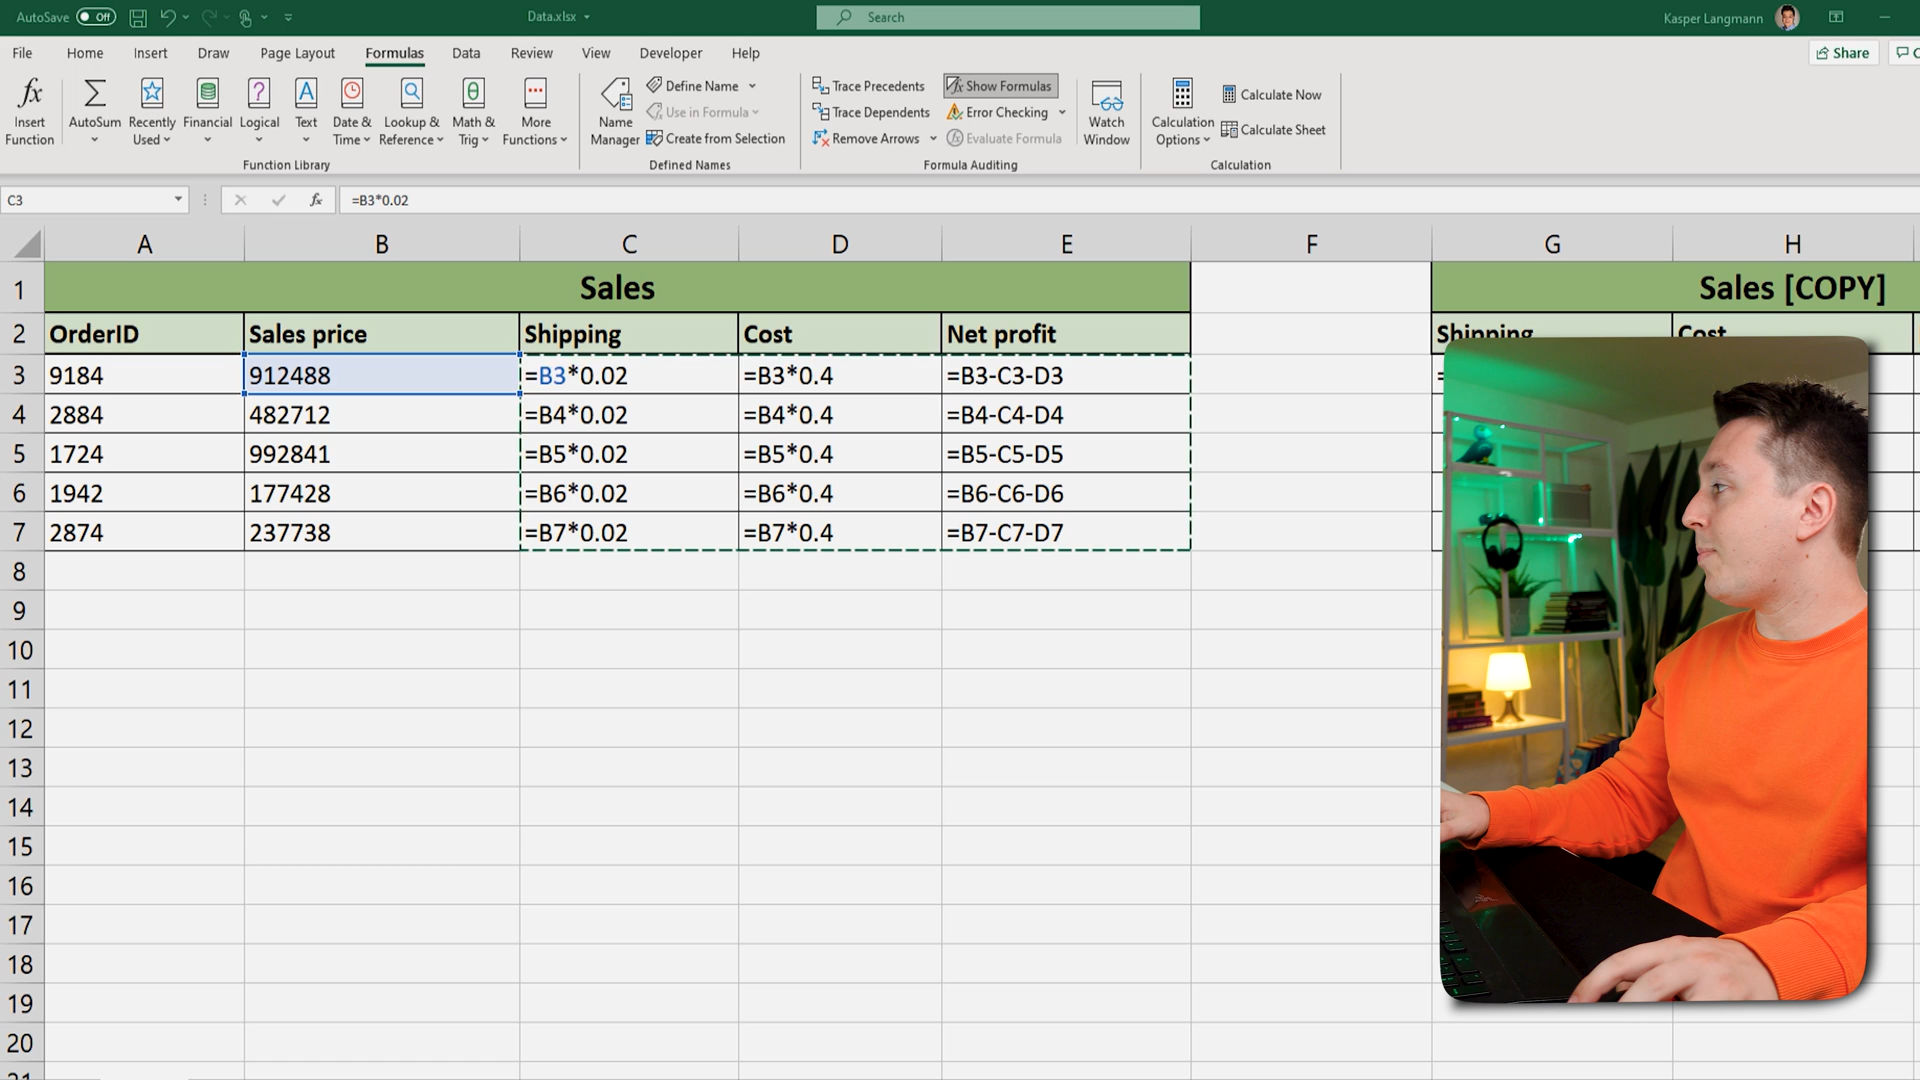 AutoSave Off Data.xlsx Search Kasper Langmann
File Home Insert Draw Page Layout Formulas Data Review View Developer Help Share
Insert Function
AutoSum
Recently Used
Financial
Logical
Text
Date & Time
Lookup & Reference
Math & Trig
More Functions
Function Library
Name Manager
Define Name
Use in Formula
Create from Selection
Defined Names
Trace Precedents
Trace Dependents
Remove Arrows
Show Formulas
Error Checking
Evaluate Formula
Formula Auditing
Watch Window
Calculation Options
Calculate Now
Calculate Sheet
Calculation
C3 fx =B3*0.02
A B C D E F G H
1 Sales Sales [COPY]
2 OrderID Sales price Shipping Cost Net profit Shipping Cost
3 9184 912488 =B3*0.02 =B3*0.4 =B3-C3-D3 =
4 2884 482712 =B4*0.02 =B4*0.4 =B4-C4-D4
5 1724 992841 =B5*0.02 =B5*0.4 =B5-C5-D5
6 1942 177428 =B6*0.02 =B6*0.4 =B6-C6-D6
7 2874 237738 =B7*0.02 =B7*0.4 =B7-C7-D7
8
9
10
11
12
13
14
15
16
17
18
19
20